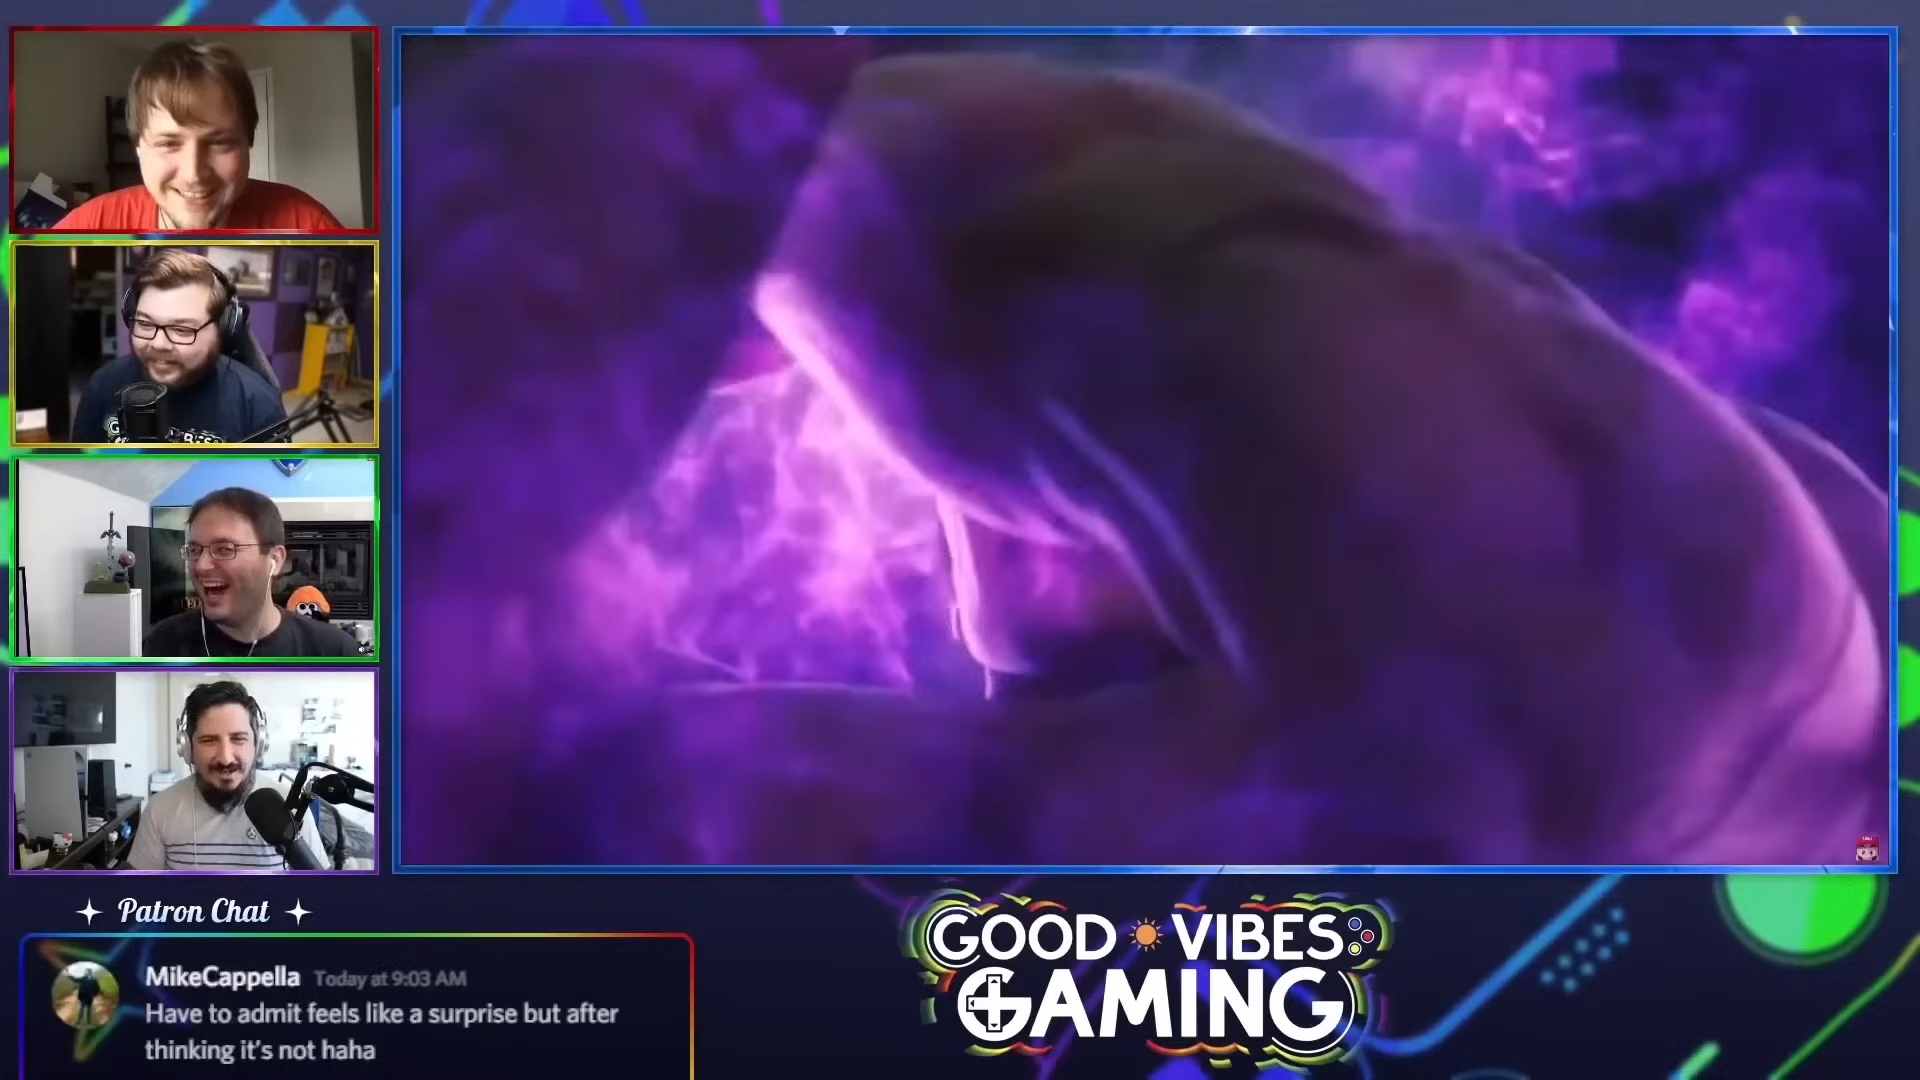 Patron Chat
MikeCappella Today at 9:03 AM
Have to admit feels like a surprise but after
thinking it's not haha
GOOD VIBES
GAMING